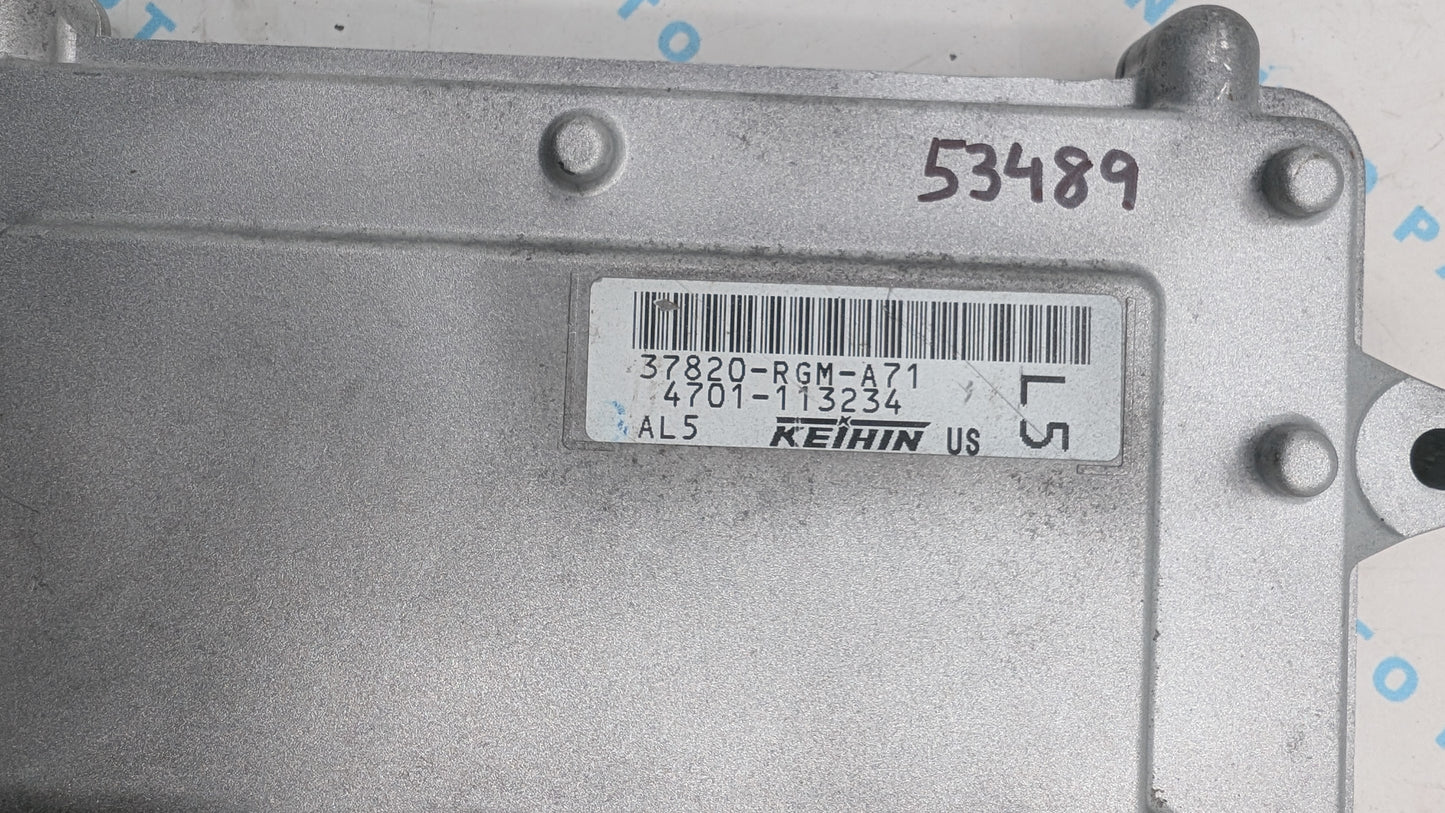 53489
37820-RGM-A71
4701-113234
AL5
KEIHIN
US
L5